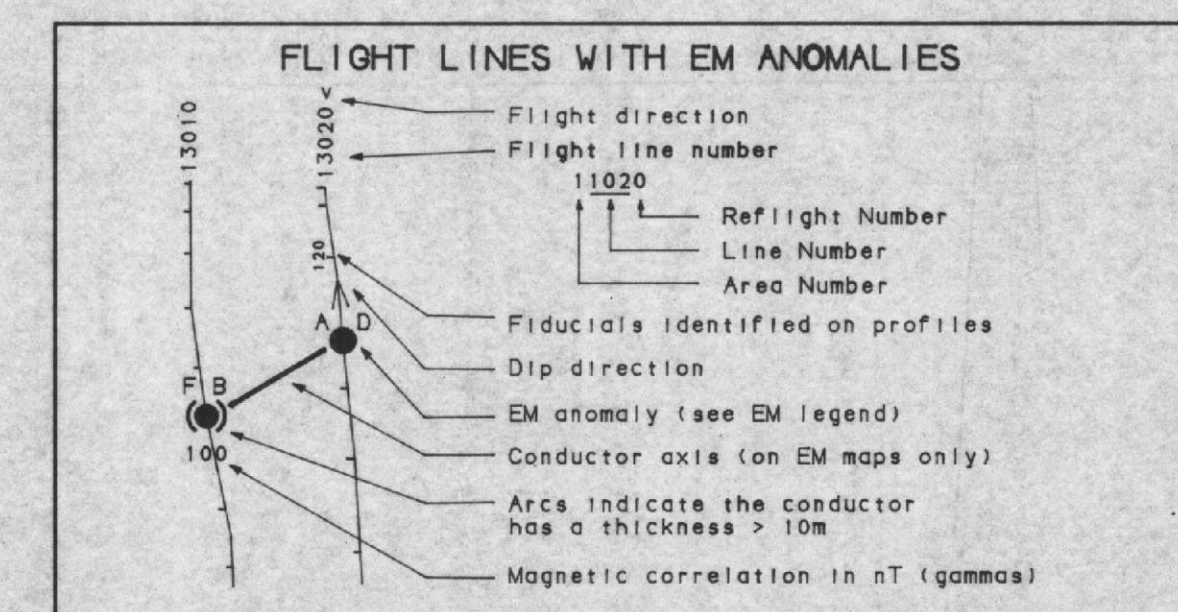 FLIGHT LINES WITH EM ANOMALIES
13010
13020 <
Flight direction
Flight line number
11020
Reflight Number
Line Number
Area Number
120
Fiducials identified on profiles
A D
Dip direction
F B
EM anomaly (see EM legend)
100
Conductor axis (on EM maps only)
Arcs indicate the conductor
has a thickness > 10m
Magnetic correlation in nT (gammas)